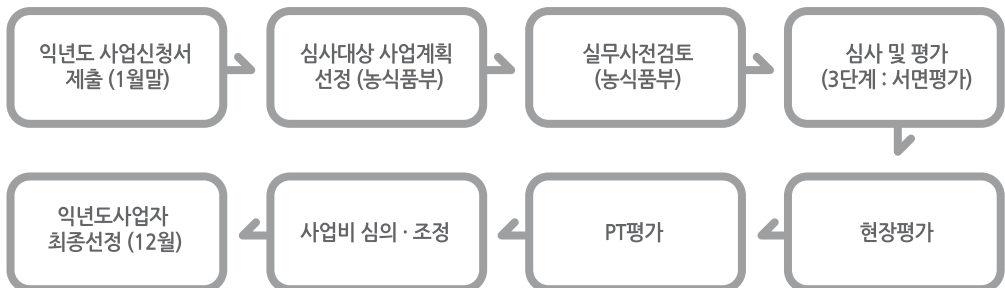 익년도 사업신청서
제출 (1월말)
심사대상 사업계획
선정 (농식품부)
실무사전검토
(농식품부)
심사 및 평가
(3단계 : 서면평가)
현장평가
PT평가
사업비 심의 · 조정
익년도사업자
최종선정 (12월)